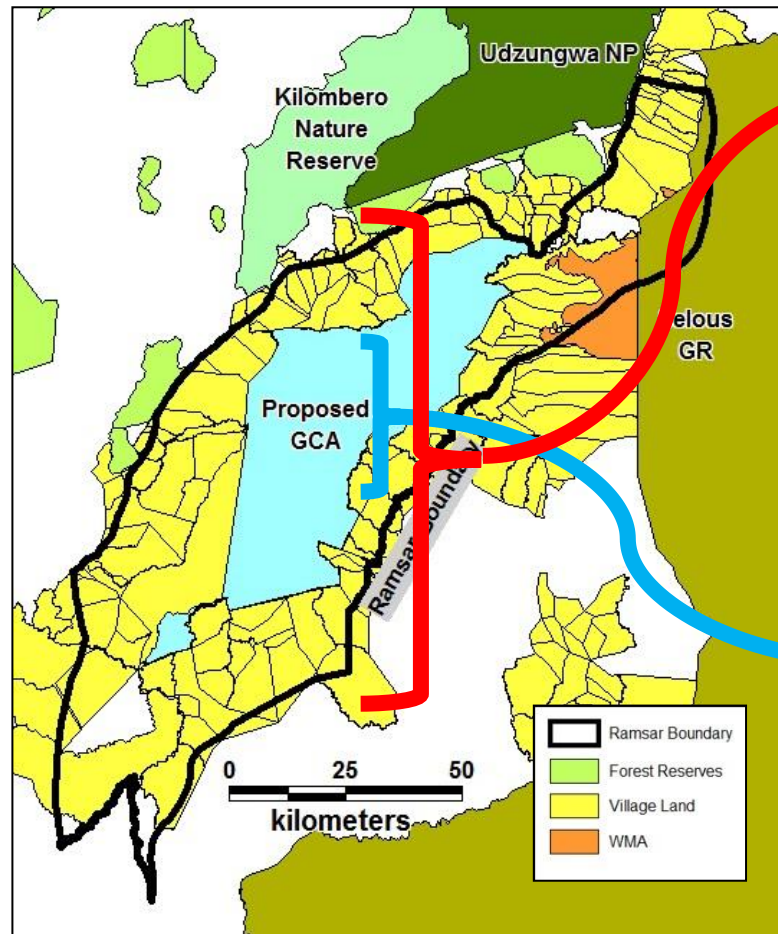 Udzungwa NP
Kilombero
Nature
Reserve
elous
GR
Proposed
GCA
Ramsar Boundary
0 25 50
kilometers
Ramsar Boundary
Forest Reserves
Village Land
WMA